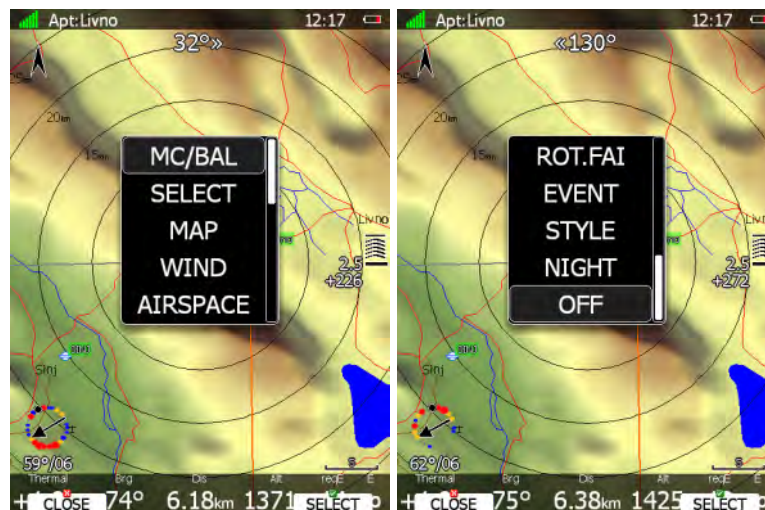 Apt:Livno 12:17
32°»
20km
15km
MC/BAL
SELECT
MAP
WIND
AIRSPACE
Livno
2.5
+226
Sinj
59°/06
Thermal Brg Dis Alt reqE E
CLOSE 74° 6.18km 1371 SELECT
Apt:Livno 12:17
«130°
20km
15km
ROT.FAI
EVENT
STYLE
NIGHT
OFF
Livno
2.5
+272
Sinj
62°/06
Thermal Brg Dis Alt reqE E
CLOSE 75° 6.38km 1425 SELECT